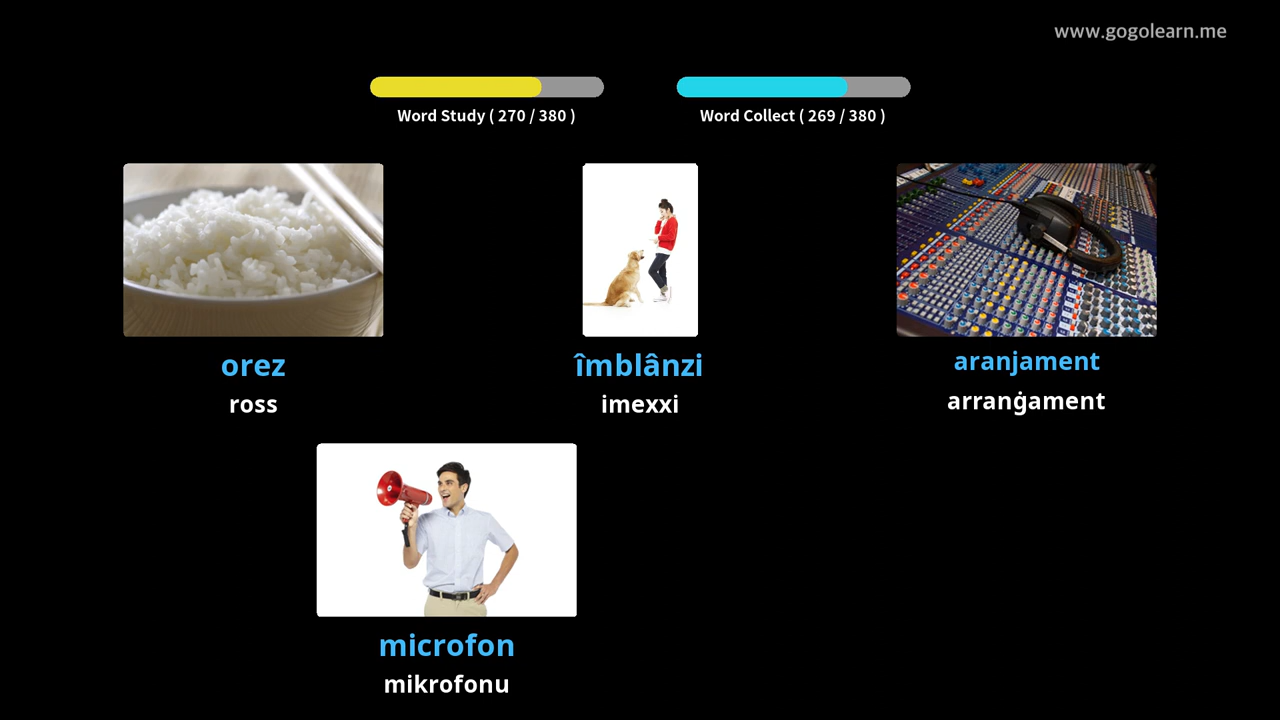 www.gogolearn.me
Word Study ( 270 / 380 )
Word Collect ( 269 / 380 )
orez
ross
îmblânzi
imexxi
aranjament
arranġament
microfon
mikrofonu